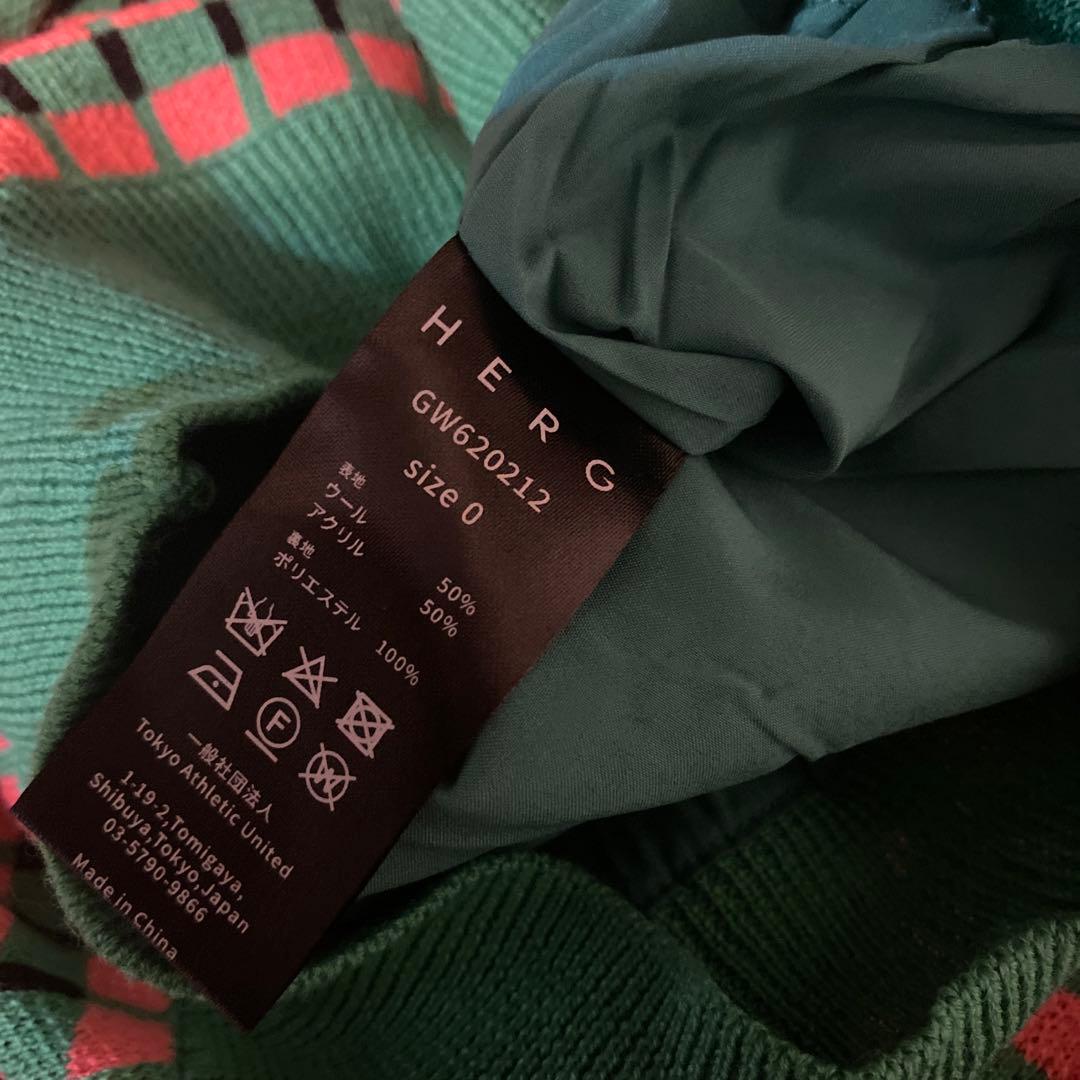 HERG
GW620212
size 0
表地
ウール 50%
アクリル 50%
裏地
ポリエステル 100%
F
W
一般社団法人
Tokyo Athletic United
1-19-2,Tomigaya,
Shibuya,Tokyo,Japan
03-5790-9866
Made in China